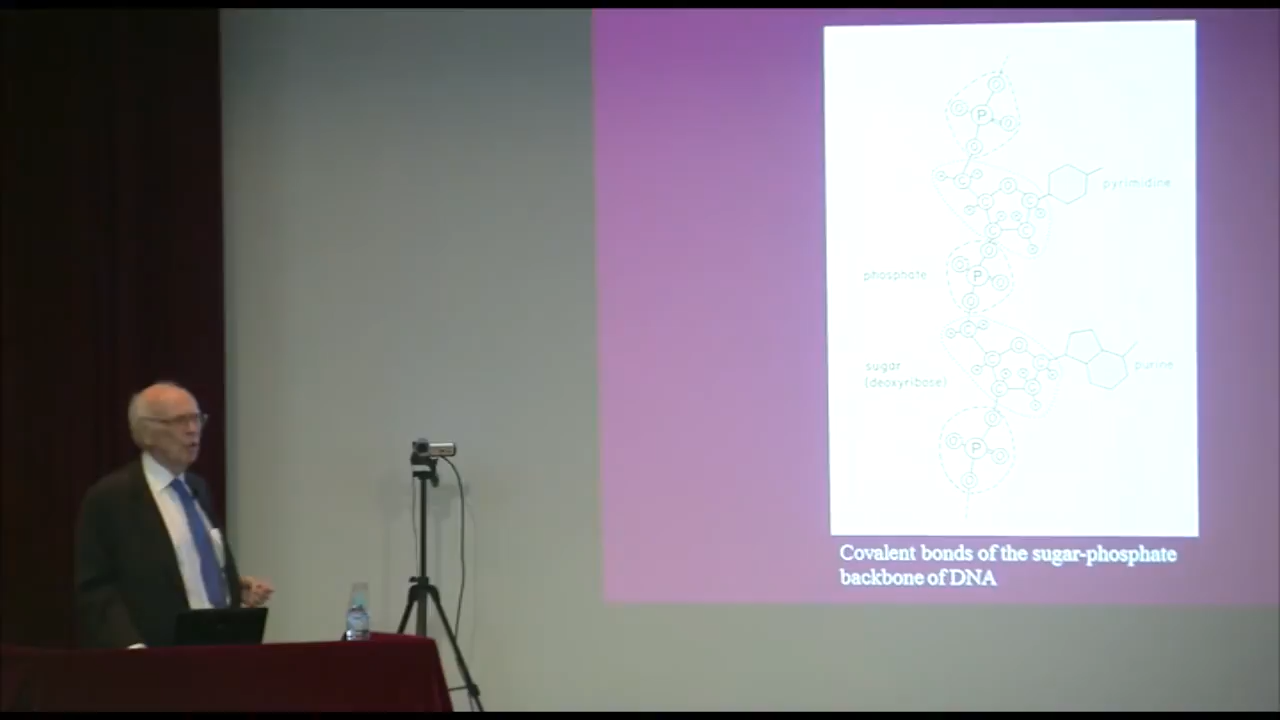 pyrimidine
phosphate
sugar
(deoxyribose)
purine
P
P
P
Covalent bonds of the sugar-phosphate
backbone of DNA